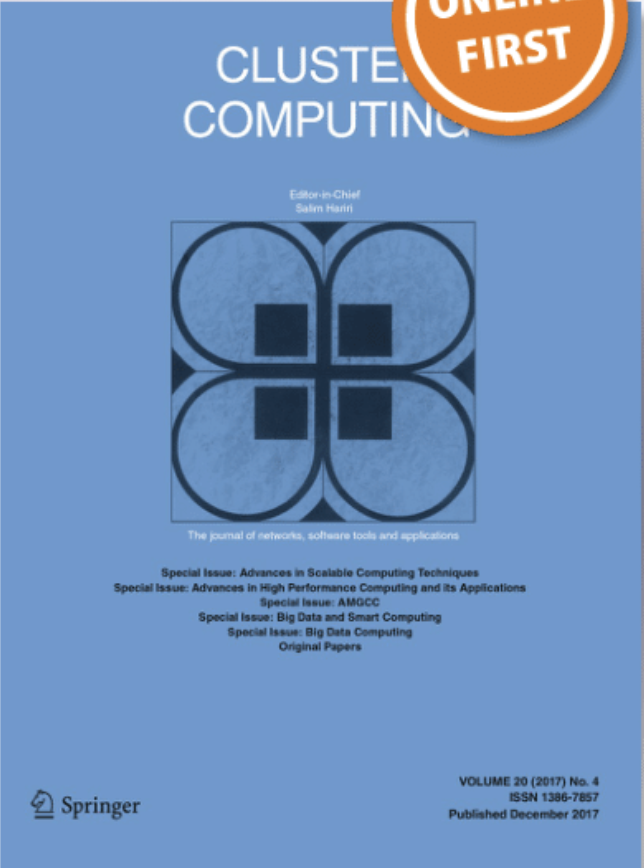 FIRST
CLUSTE
COMPUTING
Editor-in-Chief
Salim Hariri
The journal of networks, software tools and applications
Special Issue: Advances in Scalable Computing Techniques
Special Issue: Advances in High Performance Computing and its Applications
Special Issue: AMGCC
Special Issue: Big Data and Smart Computing
Special Issue: Big Data Computing
Original Papers
VOLUME 20 (2017) No. 4
ISSN 1386-7857
Published December 2017
Springer